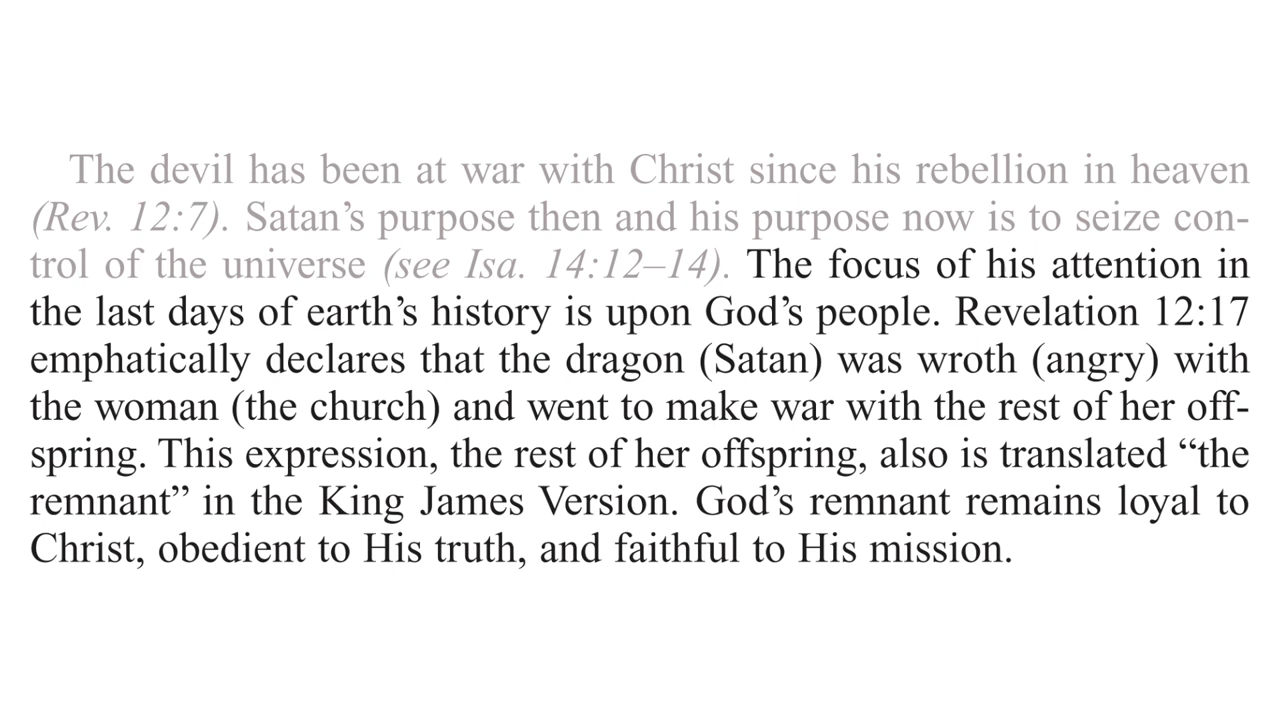 The devil has been at war with Christ since his rebellion in heaven
(Rev. 12:7). Satan’s purpose then and his purpose now is to seize con-
trol of the universe (see Isa. 14:12–14). The focus of his attention in
the last days of earth’s history is upon God’s people. Revelation 12:17
emphatically declares that the dragon (Satan) was wroth (angry) with
the woman (the church) and went to make war with the rest of her off-
spring. This expression, the rest of her offspring, also is translated “the
remnant” in the King James Version. God’s remnant remains loyal to
Christ, obedient to His truth, and faithful to His mission.